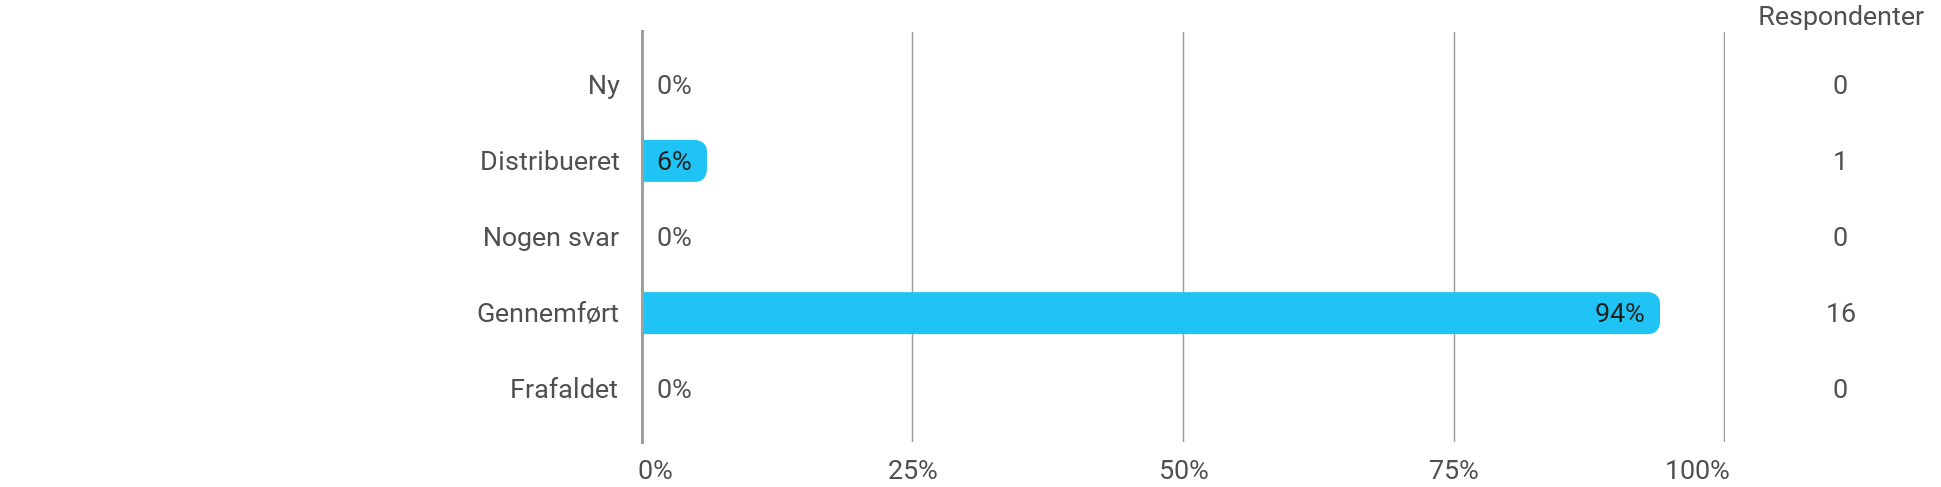 Respondenter
Ny 0% 0
Distribueret 6% 1
Nogen svar 0% 0
Gennemført 94% 16
Frafaldet 0% 0
0% 25% 50% 75% 100%